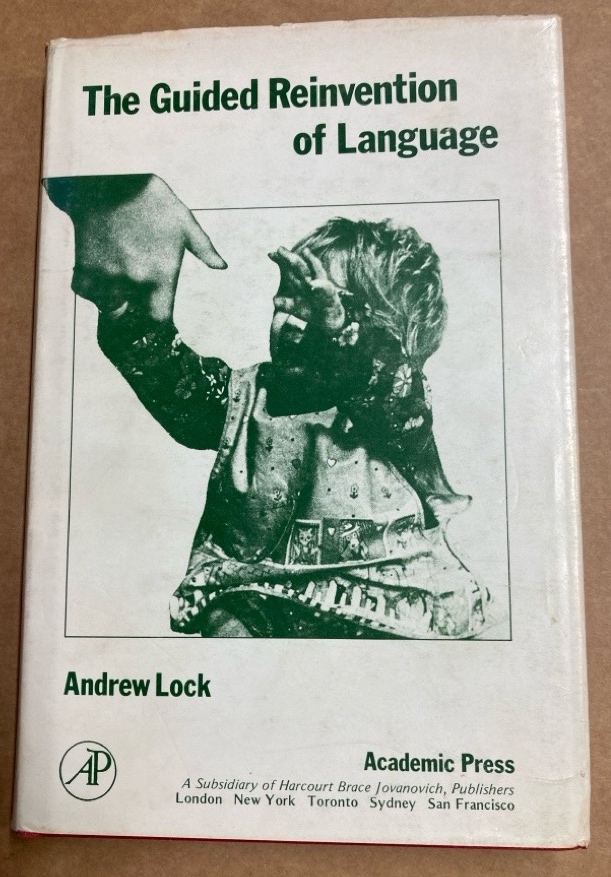 The Guided Reinvention
of Language
Andrew Lock
AP
Academic Press
A Subsidiary of Harcourt Brace Jovanovich, Publishers
London New York Toronto Sydney San Francisco